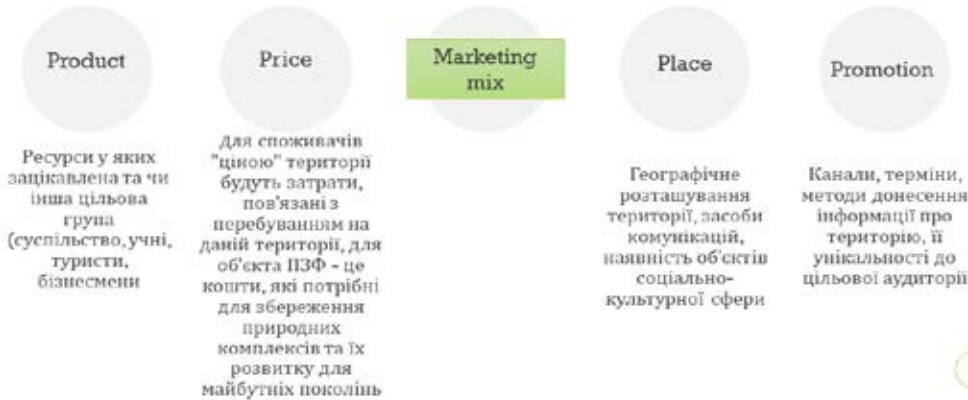 Product
Ресурси у яких
зацікавлена та чи
інша цільова
група
(суспільство, учні,
туристи,
бізнесмени
Price
Для споживачів
"ціною" території
будуть затрати,
пов'язані з
перебуванням на
даній території, для
об'єкта ПЗФ - це
кошти, які потрібні
для збереження
природних
комплексів та їх
розвитку для
майбутніх поколінь
Marketing
mix
Place
Географічне
розташування
території, засоби
комунікацій,
наявність об'єктів
соціально-
культурної сфери
Promotion
Канали, терміни,
методи донесення
інформації про
територію, її
унікальності до
цільової аудиторії